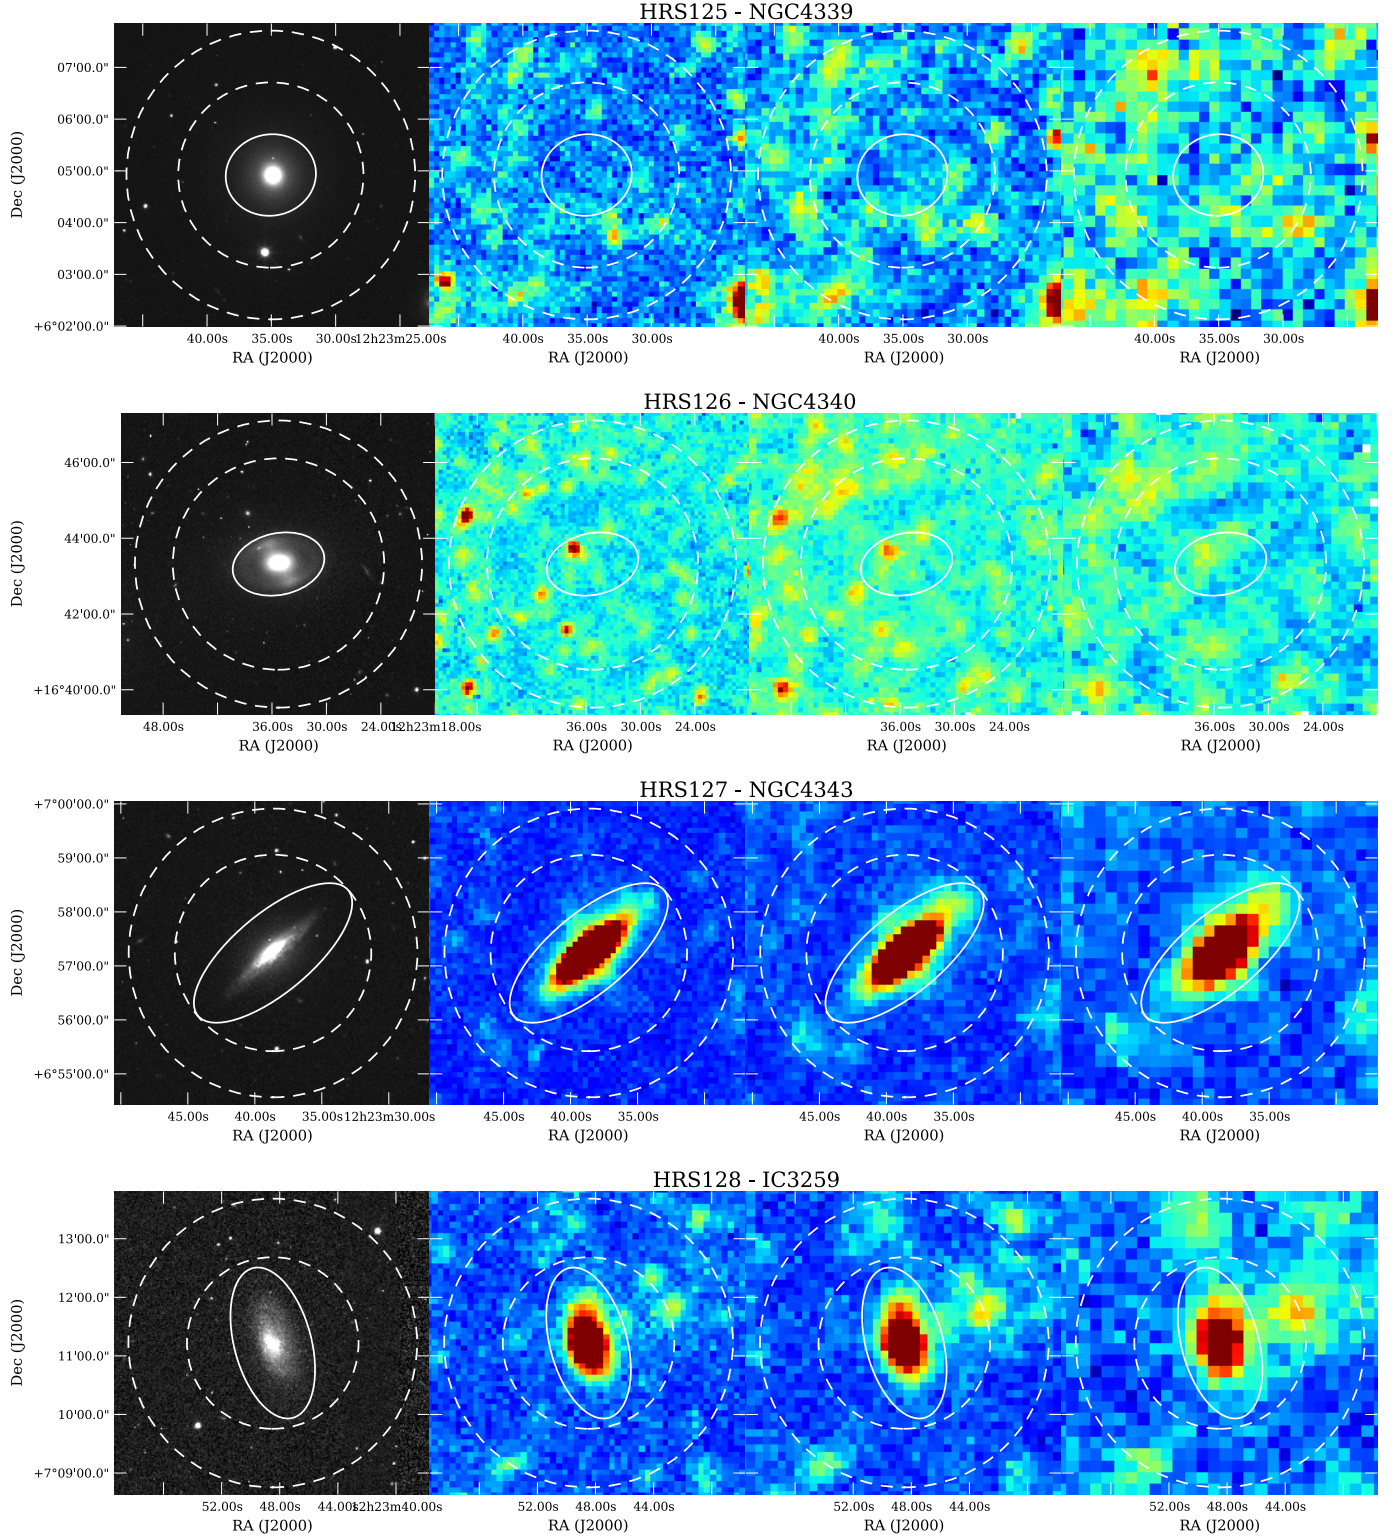 HRS125 - NGC4339
Dec (J2000)
07'00.0"
06'00.0"
05'00.0"
04'00.0"
03'00.0"
+6°02'00.0"
40.00s 35.00s 30.00s 12h23m25.00s 40.00s 35.00s 30.00s 40.00s 35.00s 30.00s 40.00s 35.00s 30.00s
RA (J2000) RA (J2000) RA (J2000) RA (J2000)
HRS126 - NGC4340
Dec (J2000)
46'00.0"
44'00.0"
42'00.0"
+16°40'00.0"
48.00s 36.00s 30.00s 24.00s 12h23m18.00s 36.00s 30.00s 24.00s 36.00s 30.00s 24.00s 36.00s 30.00s 24.00s
RA (J2000) RA (J2000) RA (J2000) RA (J2000)
HRS127 - NGC4343
Dec (J2000)
+7°00'00.0"
59'00.0"
58'00.0"
57'00.0"
56'00.0"
+6°55'00.0"
45.00s 40.00s 35.00s 12h23m30.00s 45.00s 40.00s 35.00s 45.00s 40.00s 35.00s 45.00s 40.00s 35.00s
RA (J2000) RA (J2000) RA (J2000) RA (J2000)
HRS128 - IC3259
Dec (J2000)
13'00.0"
12'00.0"
11'00.0"
10'00.0"
+7°09'00.0"
52.00s 48.00s 44.00s 12h23m40.00s 52.00s 48.00s 44.00s 52.00s 48.00s 44.00s 52.00s 48.00s 44.00s
RA (J2000) RA (J2000) RA (J2000) RA (J2000)